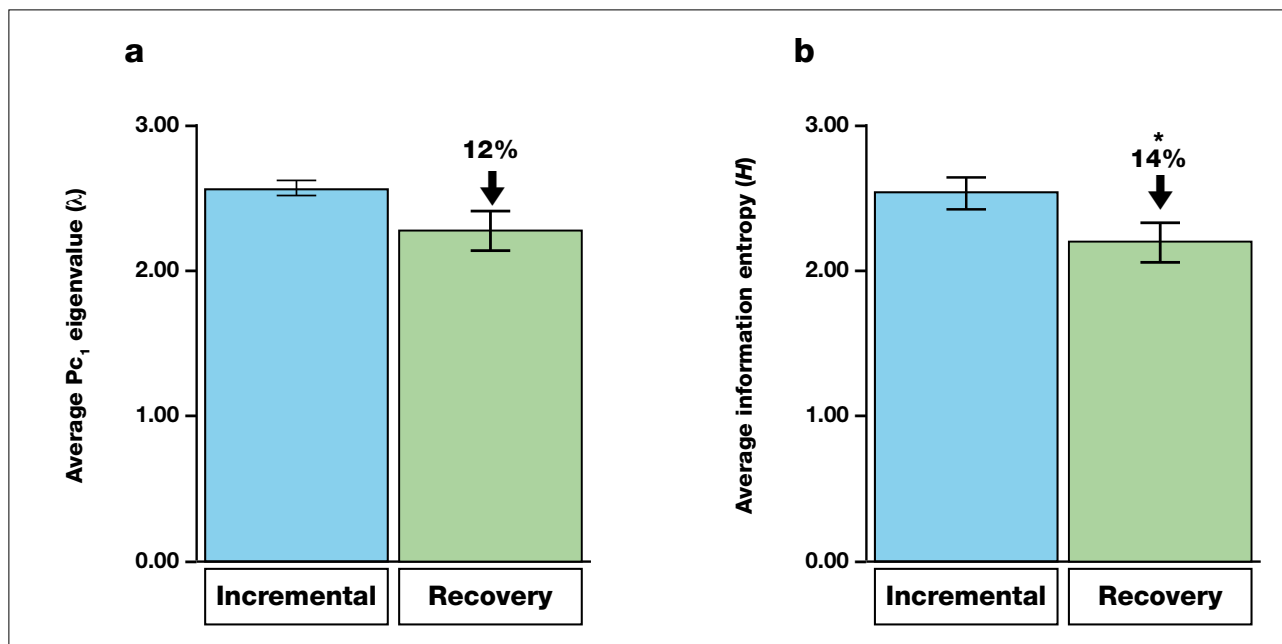 a
Average Pc₁ eigenvalue (λ)
3.00
2.00
1.00
0.00
12%
Incremental
Recovery
b
Average information entropy (H)
3.00
2.00
1.00
0.00
*
14%
Incremental
Recovery